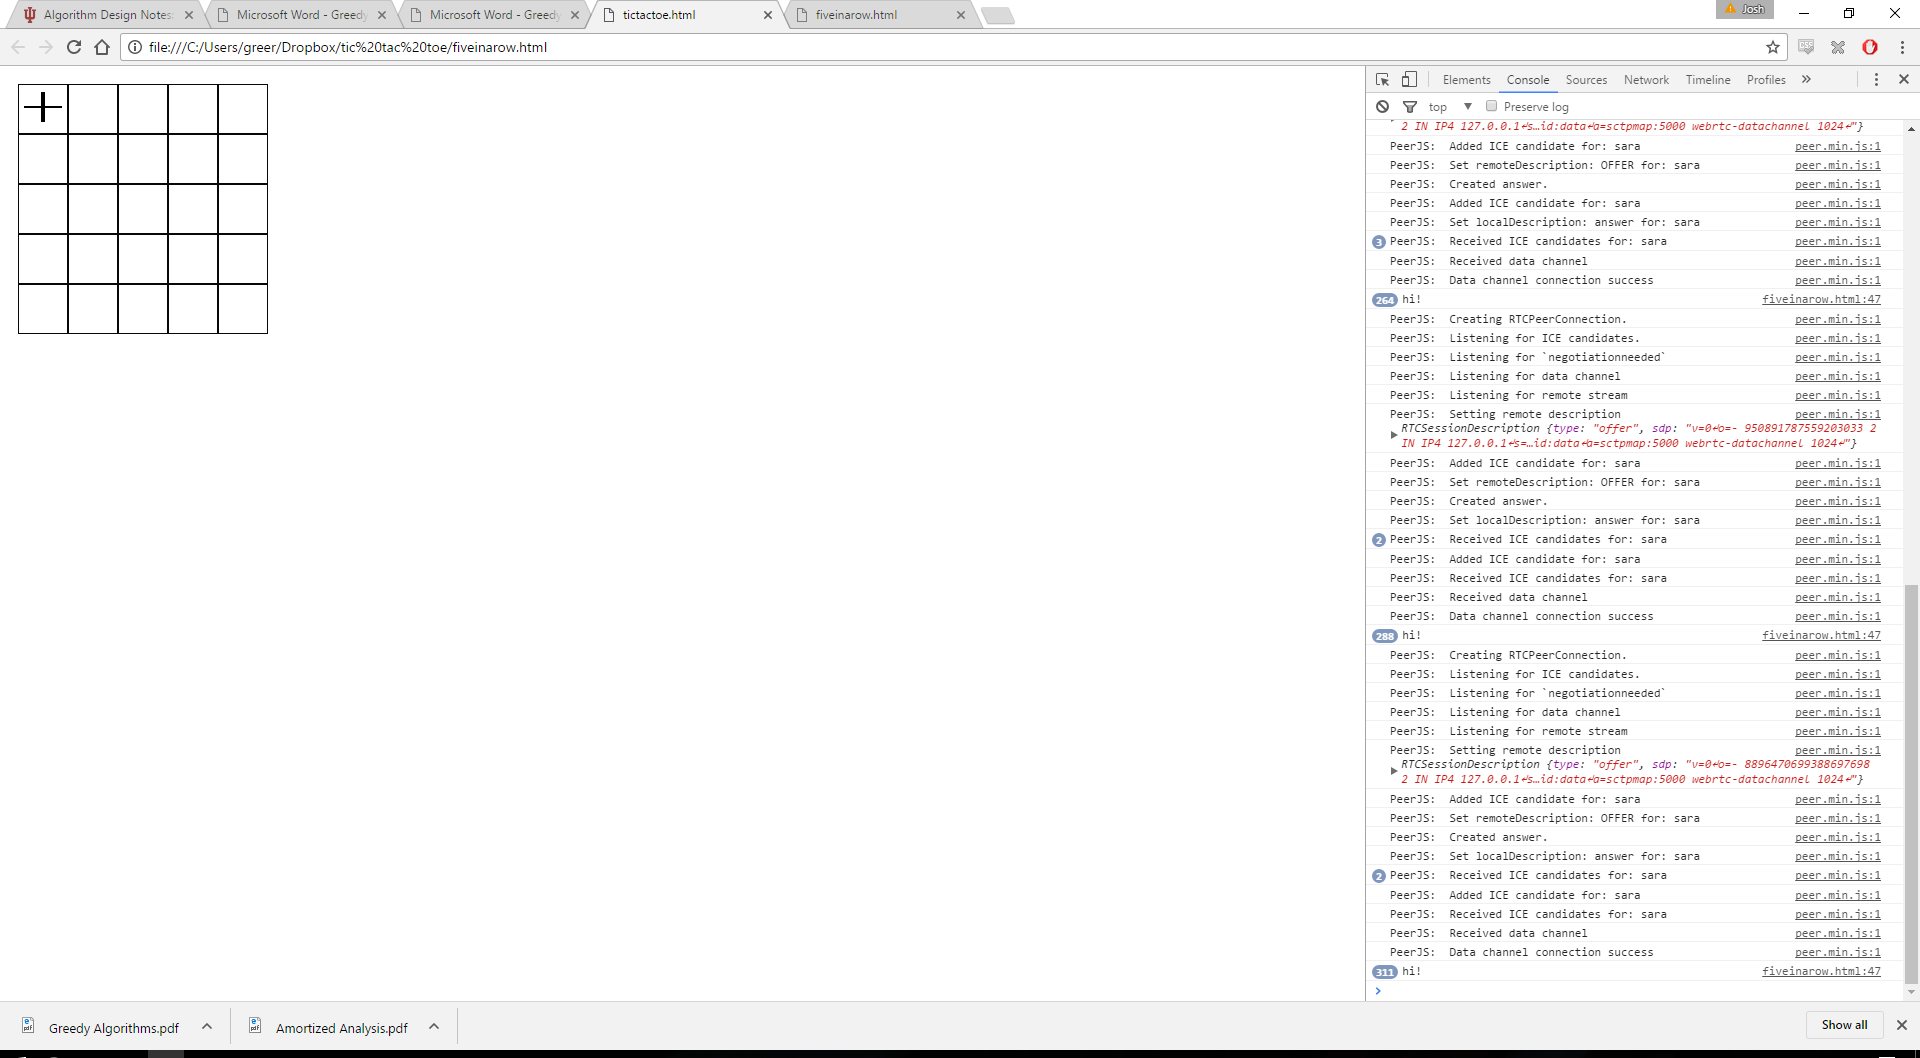 Algorithm Design Notes:
Microsoft Word - Greedy
Microsoft Word - Greedy
tictactoe.html
fiveinarow.html
Josh
file:///C:/Users/greer/Dropbox/tic%20tac%20toe/fiveinarow.html
Elements Console Sources Network Timeline Profiles »
top ▼ Preserve log
2 IN IP4 127.0.0.1↵s…id:data↵a=sctpmap:5000 webrtc-datachannel 1024↵"}
PeerJS: Added ICE candidate for: sara peer.min.js:1
PeerJS: Set remoteDescription: OFFER for: sara peer.min.js:1
PeerJS: Created answer. peer.min.js:1
PeerJS: Added ICE candidate for: sara peer.min.js:1
PeerJS: Set localDescription: answer for: sara peer.min.js:1
3 PeerJS: Received ICE candidates for: sara peer.min.js:1
PeerJS: Received data channel peer.min.js:1
PeerJS: Data channel connection success peer.min.js:1
264 hi! fiveinarow.html:47
PeerJS: Creating RTCPeerConnection. peer.min.js:1
PeerJS: Listening for ICE candidates. peer.min.js:1
PeerJS: Listening for `negotiationneeded` peer.min.js:1
PeerJS: Listening for data channel peer.min.js:1
PeerJS: Listening for remote stream peer.min.js:1
PeerJS: Setting remote description peer.min.js:1
RTCSessionDescription {type: "offer", sdp: "v=0↵o=- 950891787559203033 2
IN IP4 127.0.0.1↵s=…id:data↵a=sctpmap:5000 webrtc-datachannel 1024↵"}
PeerJS: Added ICE candidate for: sara peer.min.js:1
PeerJS: Set remoteDescription: OFFER for: sara peer.min.js:1
PeerJS: Created answer. peer.min.js:1
PeerJS: Set localDescription: answer for: sara peer.min.js:1
2 PeerJS: Received ICE candidates for: sara peer.min.js:1
PeerJS: Added ICE candidate for: sara peer.min.js:1
PeerJS: Received ICE candidates for: sara peer.min.js:1
PeerJS: Received data channel peer.min.js:1
PeerJS: Data channel connection success peer.min.js:1
288 hi! fiveinarow.html:47
PeerJS: Creating RTCPeerConnection. peer.min.js:1
PeerJS: Listening for ICE candidates. peer.min.js:1
PeerJS: Listening for `negotiationneeded` peer.min.js:1
PeerJS: Listening for data channel peer.min.js:1
PeerJS: Listening for remote stream peer.min.js:1
PeerJS: Setting remote description peer.min.js:1
RTCSessionDescription {type: "offer", sdp: "v=0↵o=- 8896470699388697698
2 IN IP4 127.0.0.1↵s…id:data↵a=sctpmap:5000 webrtc-datachannel 1024↵"}
PeerJS: Added ICE candidate for: sara peer.min.js:1
PeerJS: Set remoteDescription: OFFER for: sara peer.min.js:1
PeerJS: Created answer. peer.min.js:1
PeerJS: Set localDescription: answer for: sara peer.min.js:1
2 PeerJS: Received ICE candidates for: sara peer.min.js:1
PeerJS: Added ICE candidate for: sara peer.min.js:1
PeerJS: Received ICE candidates for: sara peer.min.js:1
PeerJS: Received data channel peer.min.js:1
PeerJS: Data channel connection success peer.min.js:1
311 hi! fiveinarow.html:47
Greedy Algorithms.pdf
Amortized Analysis.pdf
Show all